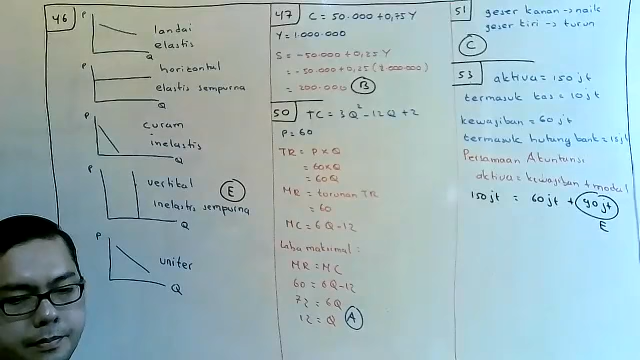 46
P
landai
elastis
Q
P
horizontal
elastis sempurna
Q
P
curam
inelastis
Q
P
vertikal
inelastis sempurna
E
Q
P
uniter
Q
47
C = 50.000 + 0,75Y
Y = 1.000.000
S = -50.000 + 0,25Y
= -50.000 + 0,25 (1.000.000)
= 200.000 B
50
TC = 3Q² - 12Q + 2
P = 60
TR = P x Q
= 60 x Q
= 60Q
MR = turunan TR
= 60
MC = 6Q - 12
Laba maksimal :
MR = MC
60 = 6Q - 12
72 = 6Q
12 = Q A
51
geser kanan -> naik
geser kiri -> turun
C
53
aktiva = 150 jt
termasuk kas = 10 jt
kewajiban = 60 jt
termasuk hutang bank = 15 jt
Persamaan Akuntansi
aktiva = kewajiban + modal
150 jt = 60 jt + 90 jt
E